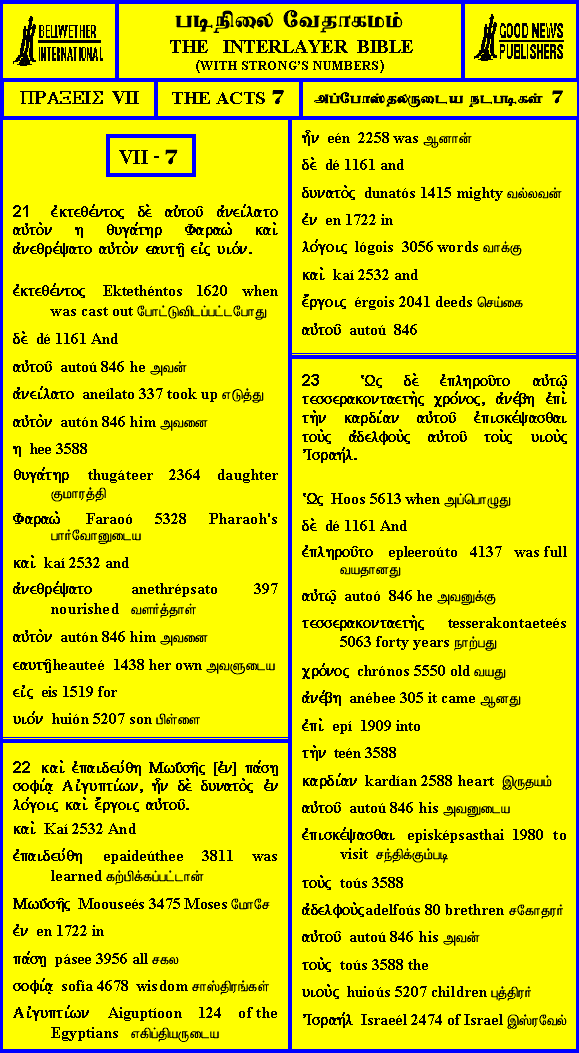 BELLWETHER
INTERNATIONAL
படிநிலை வேதாகமம்
THE INTERLAYER BIBLE
(WITH STRONG'S NUMBERS)
GOOD NEWS
PUBLISHERS
ΠΡΑΞΕΙΣ VII
THE ACTS 7
அப்போஸ்தலருடைய நடபடிகள் 7
VII - 7
21 ἐκτεθέντος δὲ αὐτοῦ ἀνείλατο
αὐτὸν η θυγάτηρ Φαραὼ καὶ
ἀνεθρέψατο αὐτὸν εαυτῇ εἰς υιόν.
ἐκτεθέντος Ektethéntos 1620 when
was cast out போட்டுவிடப்பட்டபோது
δὲ dé 1161 And
αὐτοῦ autoú 846 he அவன்
ἀνείλατο aneílato 337 took up எடுத்து
αὐτὸν autón 846 him அவனை
η hee 3588
θυγάτηρ thugáteer 2364 daughter
குமாரத்தி
Φαραὼ Faraoó 5328 Pharaoh's
பார்வோனுடைய
καὶ kaí 2532 and
ἀνεθρέψατο anethrépsato 397
nourished வளர்த்தாள்
αὐτὸν autón 846 him அவனை
εαυτῇheauteé 1438 her own அவளுடைய
εἰς eis 1519 for
υιόν huión 5207 son பிள்ளை
22 καὶ ἐπαιδεύθη Μωϋσῆς [ἐν] πάσῃ
σοφίᾳ Αἰγυπτίων, ἦν δὲ δυνατὸς ἐν
λόγοις καὶ ἔργοις αὐτοῦ.
καὶ Kaí 2532 And
ἐπαιδεύθη epaideúthee 3811 was
learned கற்பிக்கப்பட்டான்
Μωϋσῆς Moouseés 3475 Moses மோசே
ἐν en 1722 in
πάσῃ pásee 3956 all சகல
σοφίᾳ sofía 4678 wisdom சாஸ்திரங்கள்
Αἰγυπτίων Aiguptíoon 124 of the
Egyptians எகிப்தியருடைய
ἦν eén 2258 was ஆனான்
δὲ dé 1161 and
δυνατὸς dunatós 1415 mighty வல்லவன்
ἐν en 1722 in
λόγοις lógois 3056 words வாக்கு
καὶ kaí 2532 and
ἔργοις érgois 2041 deeds செய்கை
αὐτοῦ autoú 846
23 Ὡς δὲ ἐπληροῦτο αὐτῷ
τεσσερακονταετὴς χρόνος, ἀνέβη ἐπὶ
τὴν καρδίαν αὐτοῦ ἐπισκέψασθαι
τοὺς ἀδελφοὺς αὐτοῦ τοὺς υιοὺς
Ἰσραήλ.
Ὡς Hoos 5613 when அப்பொழுது
δὲ dé 1161 And
ἐπληροῦτο epleeroúto 4137 was full
வயதானது
αὐτῷ autoó 846 he அவனுக்கு
τεσσερακονταετὴς tesserakontaeteés
5063 forty years நாற்பது
χρόνος chrónos 5550 old வயது
ἀνέβη anébee 305 it came ஆனது
ἐπὶ epí 1909 into
τὴν teén 3588
καρδίαν kardían 2588 heart இருதயம்
αὐτοῦ autoú 846 his அவனுடைய
ἐπισκέψασθαι episképsasthai 1980 to
visit சந்திக்கும்படி
τοὺς toús 3588
ἀδελφοὺςadelfoús 80 brethren சகோதரர்
αὐτοῦ autoú 846 his அவன்
τοὺς toús 3588 the
υιοὺς huioús 5207 children புத்திரர்
Ἰσραήλ Israeél 2474 of Israel இஸ்ரவேல்